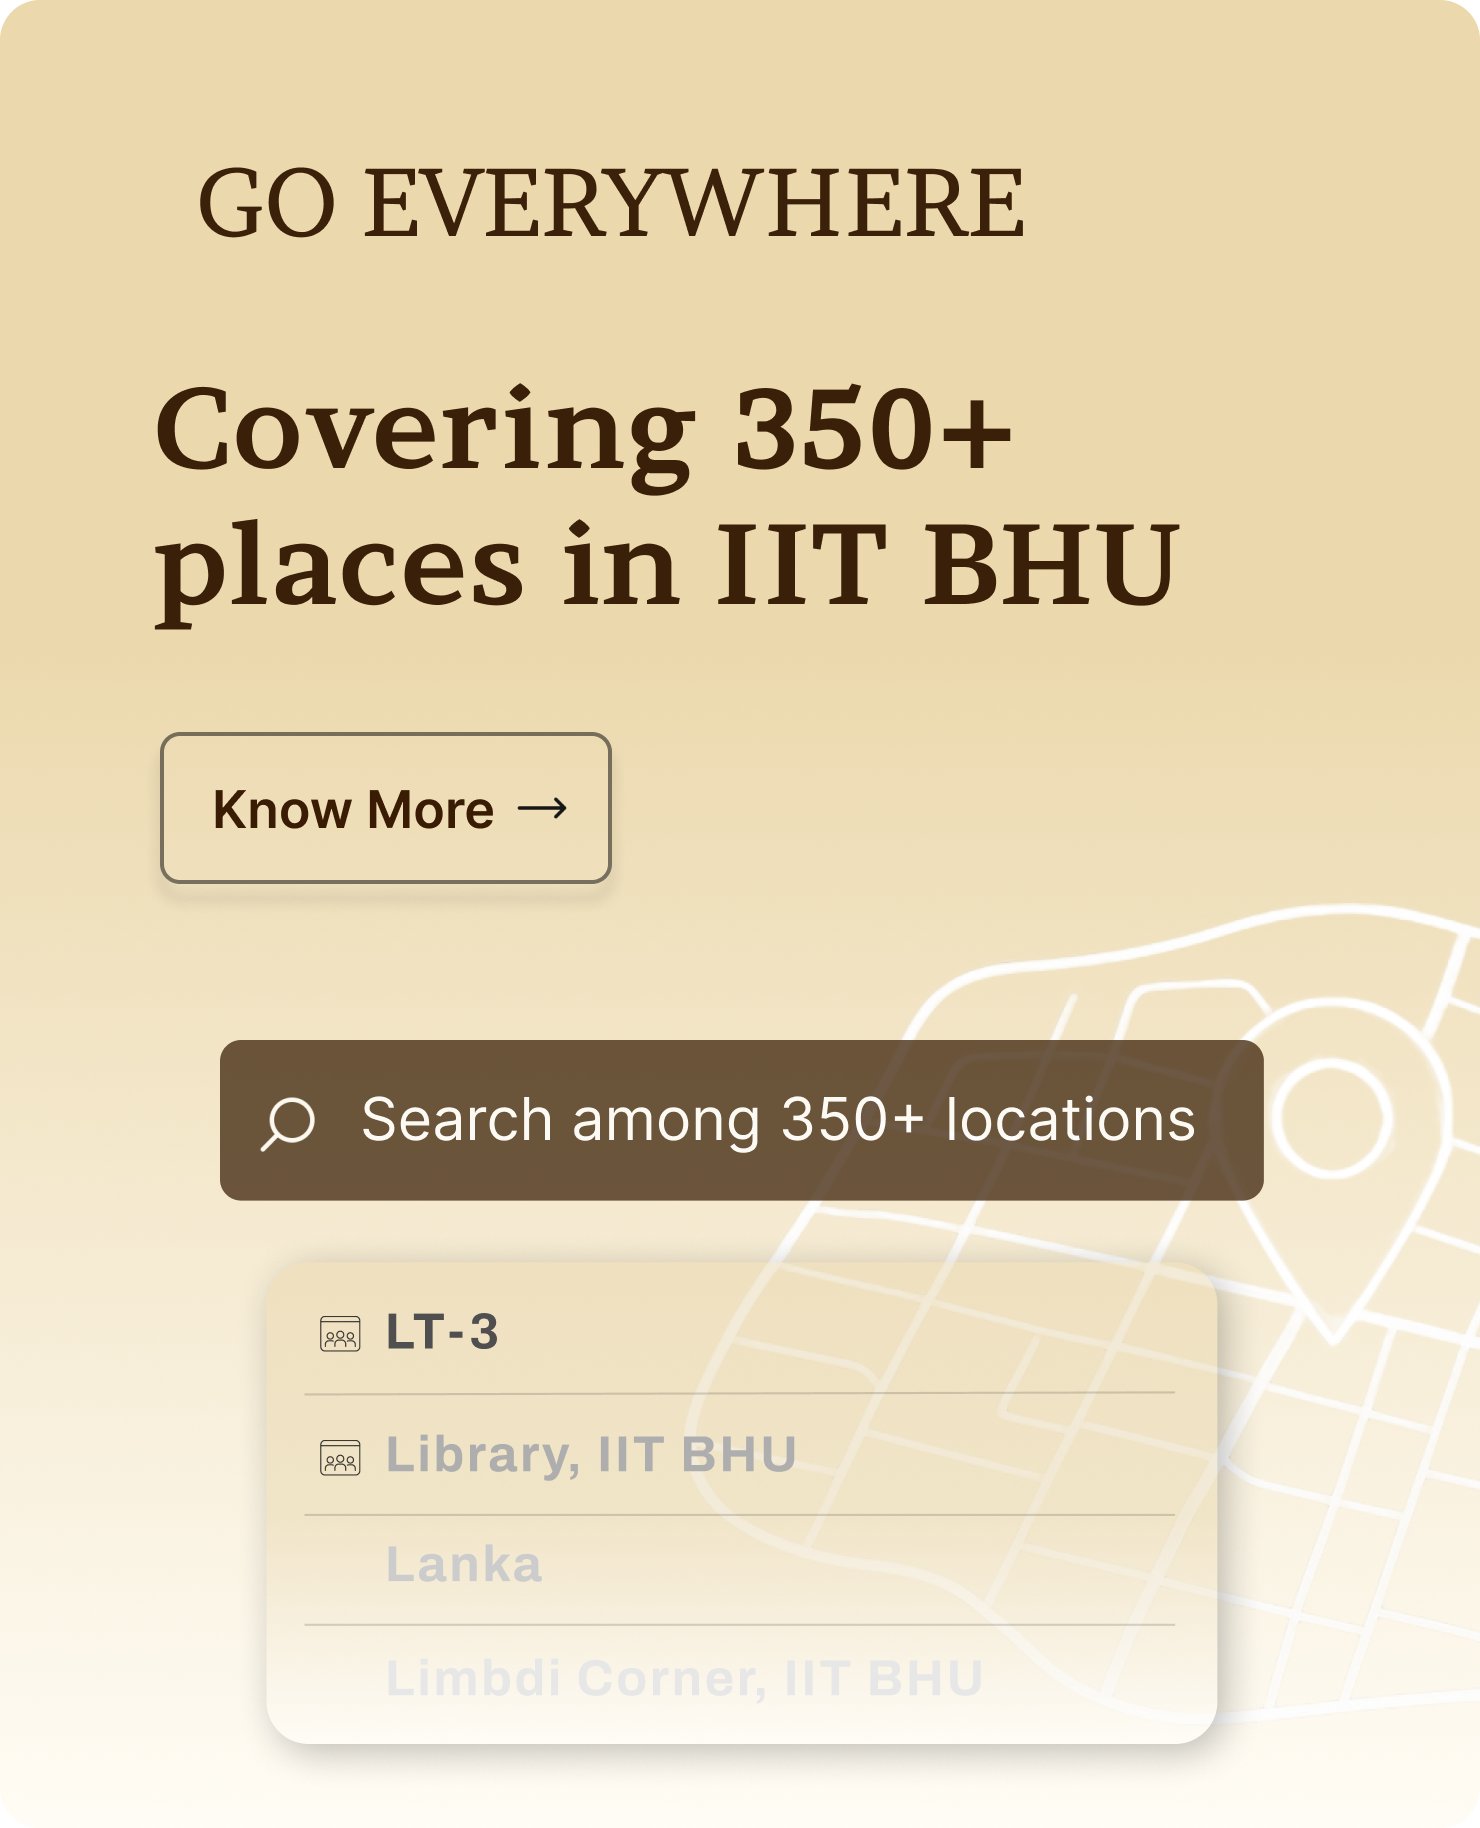 GO EVERYWHERE
Covering 350+
places in IIT BHU
Know More →
Search among 350+ locations
LT-3
Library, IIT BHU
Lanka
Limbdi Corner, IIT BHU